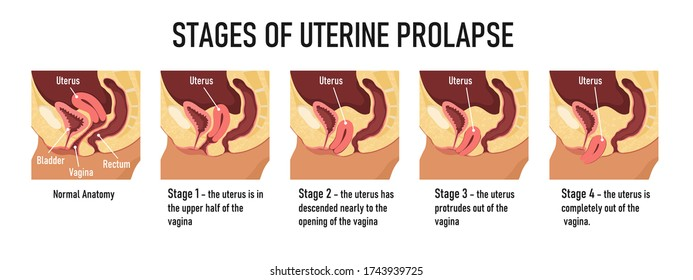 STAGES OF UTERINE PROLAPSE
Uterus
Bladder
Vagina
Rectum
Normal Anatomy
Uterus
Stage 1 - the uterus is in
the upper half of the
vagina
Uterus
Stage 2 - the uterus has
descended nearly to the
opening of the vagina
Uterus
Stage 3 - the uterus
protrudes out of the
vagina
Uterus
Stage 4 - the uterus is
completely out of the
vagina.
shutterstock.com · 1743939725